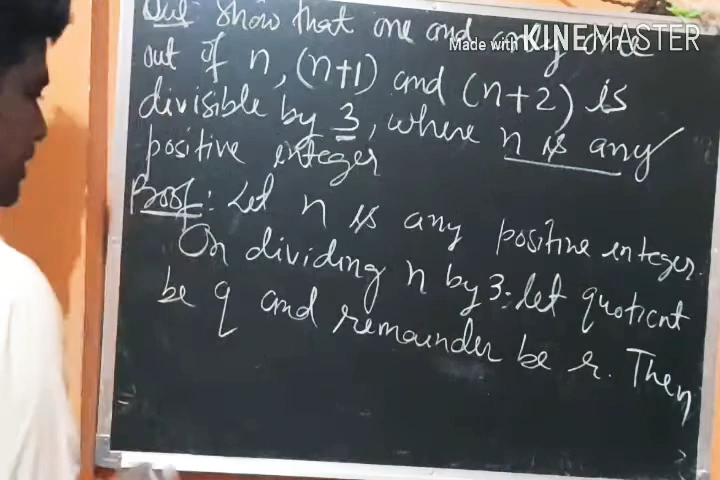 Que Show that one and only one
out of n, (n+1) and (n+2) is
divisible by 3, where n is any
positive integer
Proof: Let n is any positive integer.
On dividing n by 3: let quotient
be q and remainder be r. Then
Made with KINEMASTER